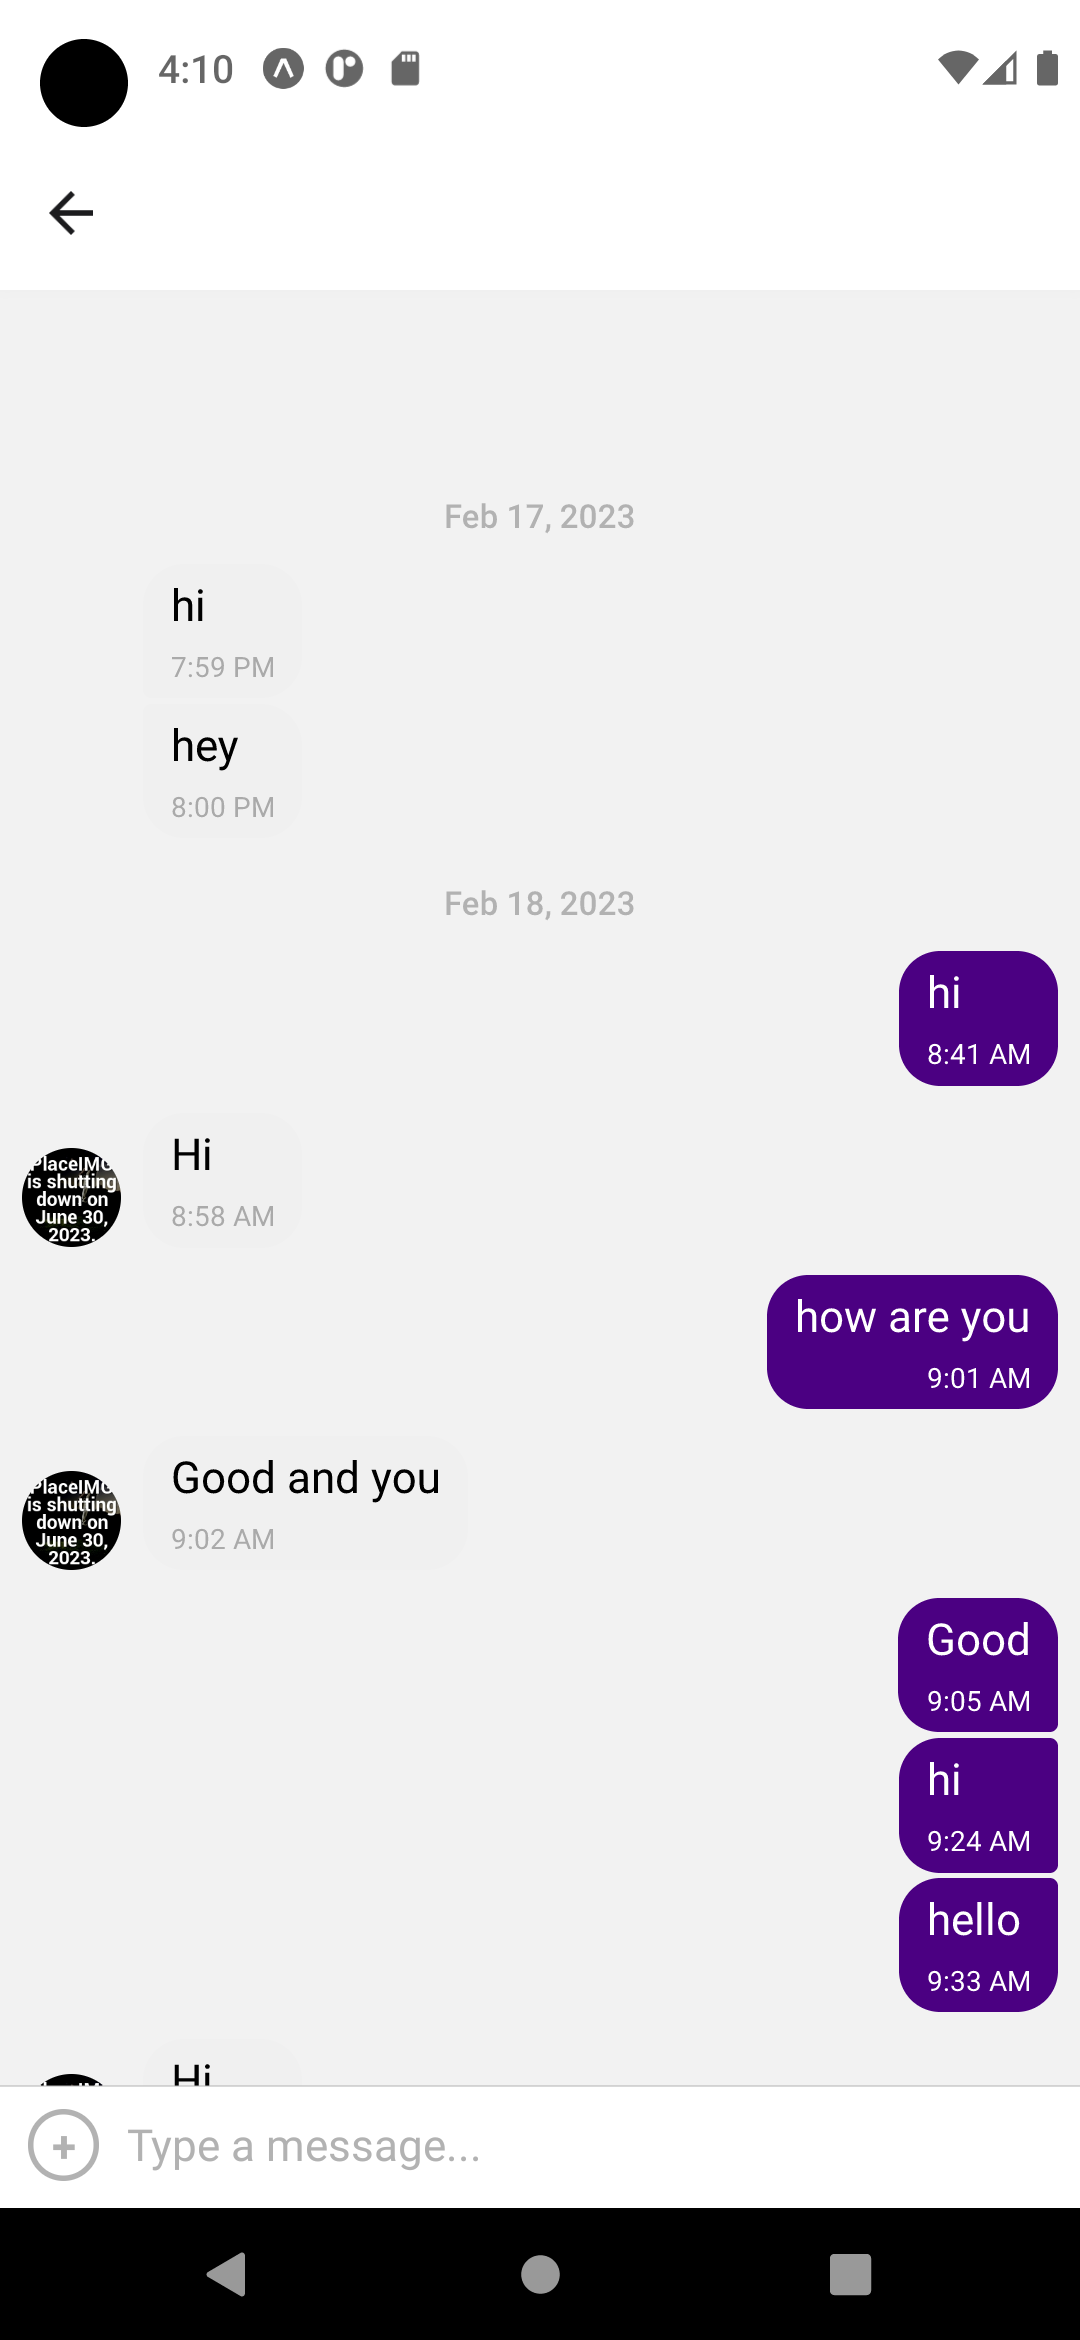 4:10
Feb 17, 2023
hi
7:59 PM
hey
8:00 PM
Feb 18, 2023
hi
8:41 AM
Hi
8:58 AM
PlaceIMG
is shutting
down on
June 30,
2023.
how are you
9:01 AM
Good and you
9:02 AM
PlaceIMG
is shutting
down on
June 30,
2023.
Good
9:05 AM
hi
9:24 AM
hello
9:33 AM
Hi
Type a message...